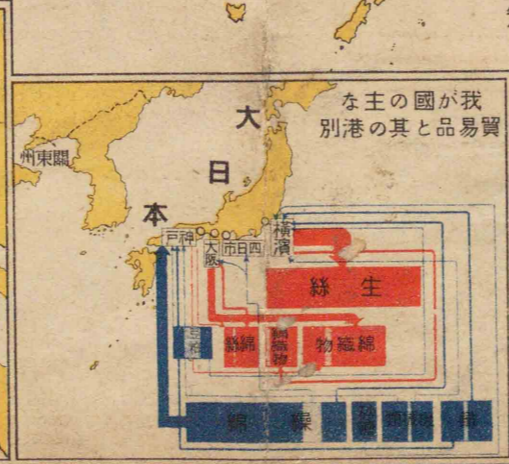 我が國の主な
貿易品と其の港別
大日本
關東州
神戸
大阪
四日市
横濱
生絲
綿絲
絹織物
綿織物
繰綿